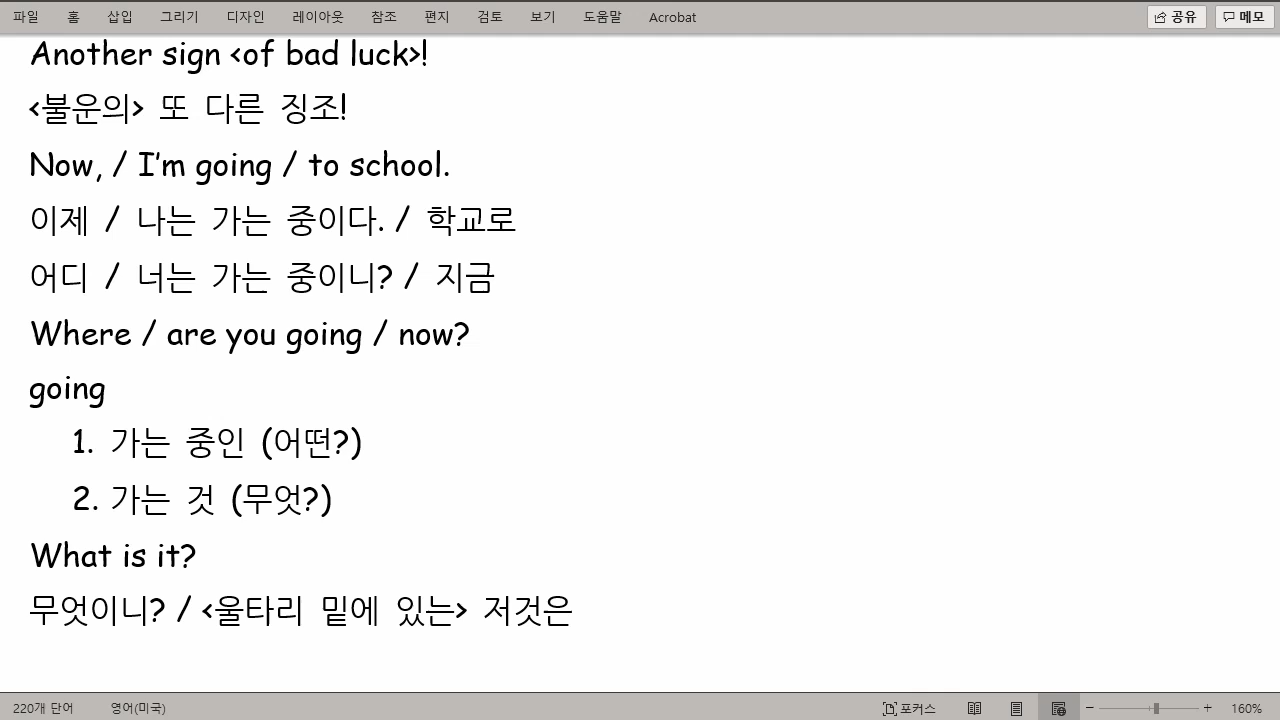 파일 홈 삽입 그리기 디자인 레이아웃 참조 편지 검토 보기 도움말 Acrobat 공유 메모
Another sign <of bad luck>!
<불운의> 또 다른 징조!
Now, / I'm going / to school.
이제 / 나는 가는 중이다. / 학교로
어디 / 너는 가는 중이니? / 지금
Where / are you going / now?
going
1. 가는 중인 (어떤?)
2. 가는 것 (무엇?)
What is it?
무엇이니? / <울타리 밑에 있는> 저것은
220개 단어 영어(미국) 포커스 160%